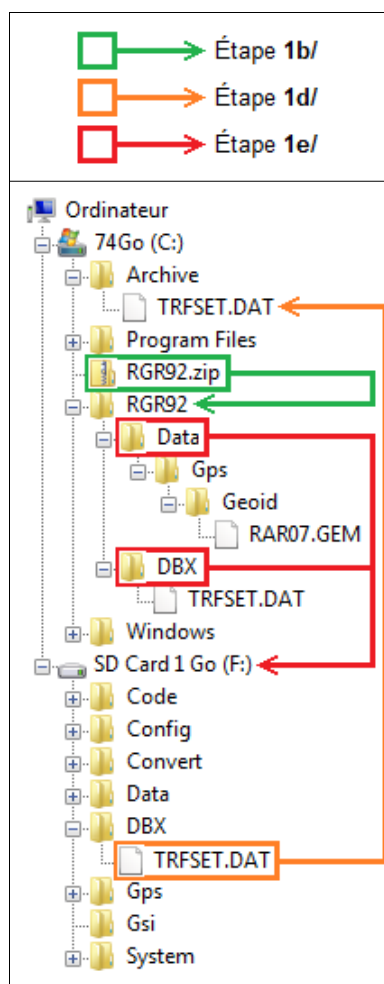 Étape 1b/
Étape 1d/
Étape 1e/
Ordinateur
74Go (C:)
Archive
TRFSET.DAT
Program Files
RGR92.zip
RGR92
Data
Gps
Geoid
RAR07.GEM
DBX
TRFSET.DAT
Windows
SD Card 1 Go (F:)
Code
Config
Convert
Data
DBX
TRFSET.DAT
Gps
Gsi
System